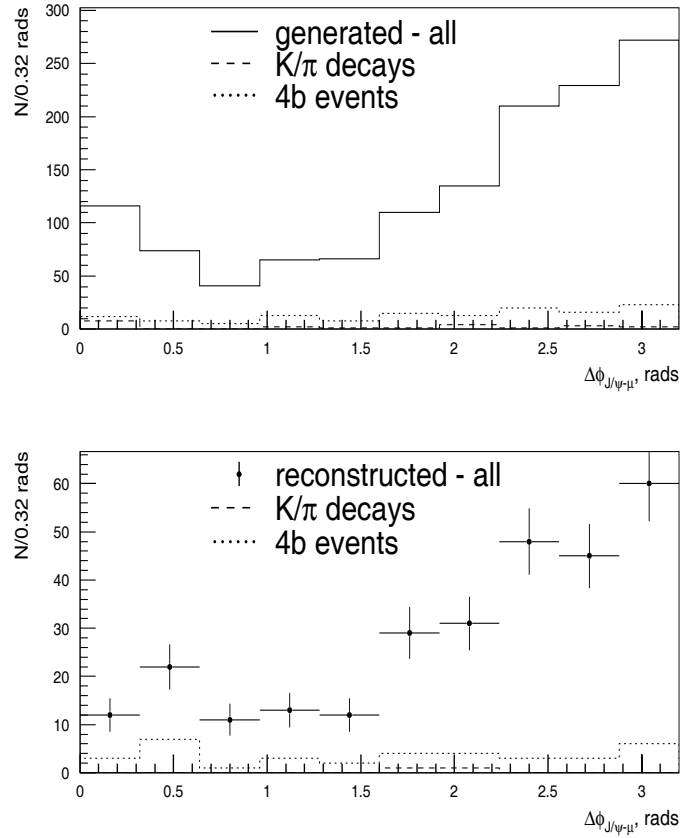 N/0.32 rads
300
250
200
150
100
50
0
generated - all
K/π decays
4b events
0 0.5 1 1.5 2 2.5 3
Δϕ J/ψ-μ, rads
N/0.32 rads
60
50
40
30
20
10
0
reconstructed - all
K/π decays
4b events
0 0.5 1 1.5 2 2.5 3
Δϕ J/ψ-μ, rads